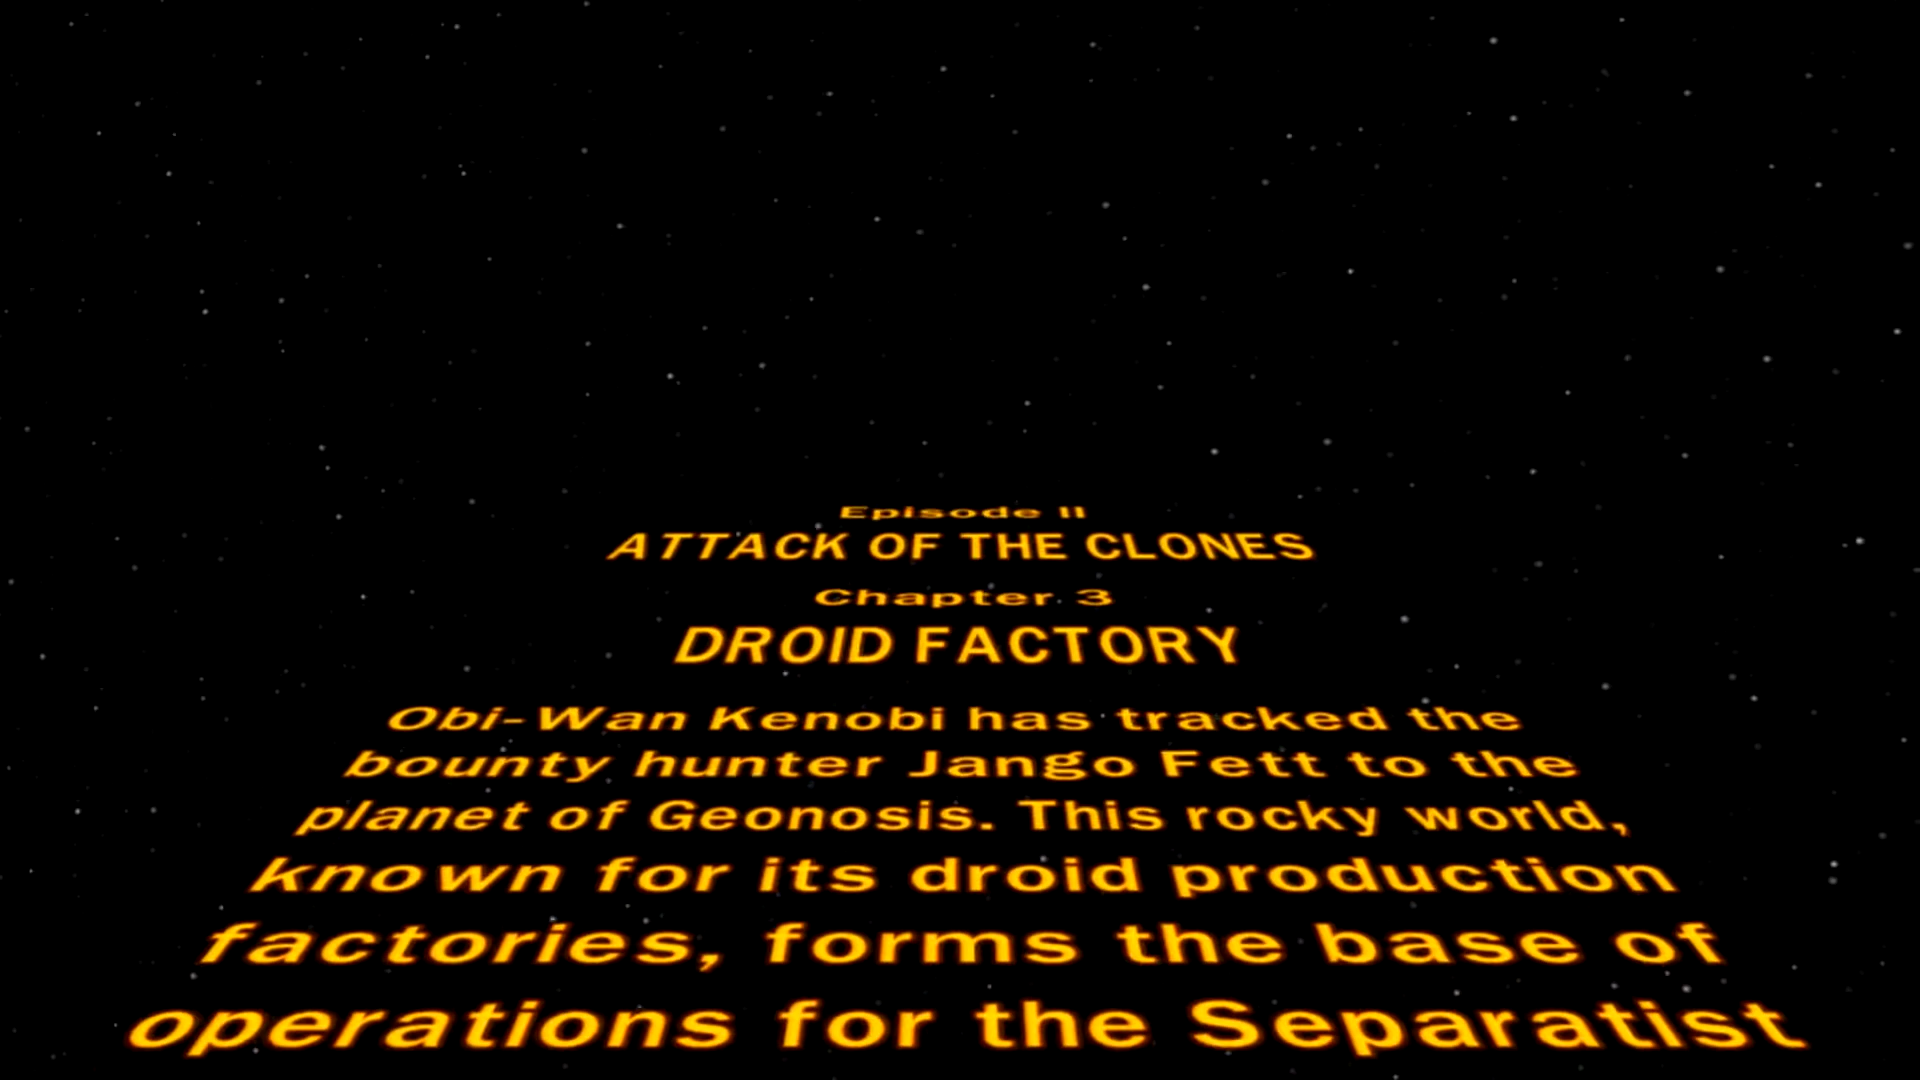 Episode II
ATTACK OF THE CLONES
Chapter 3
DROID FACTORY
Obi-Wan Kenobi has tracked the
bounty hunter Jango Fett to the
planet of Geonosis. This rocky world,
known for its droid production
factories, forms the base of
operations for the Separatist